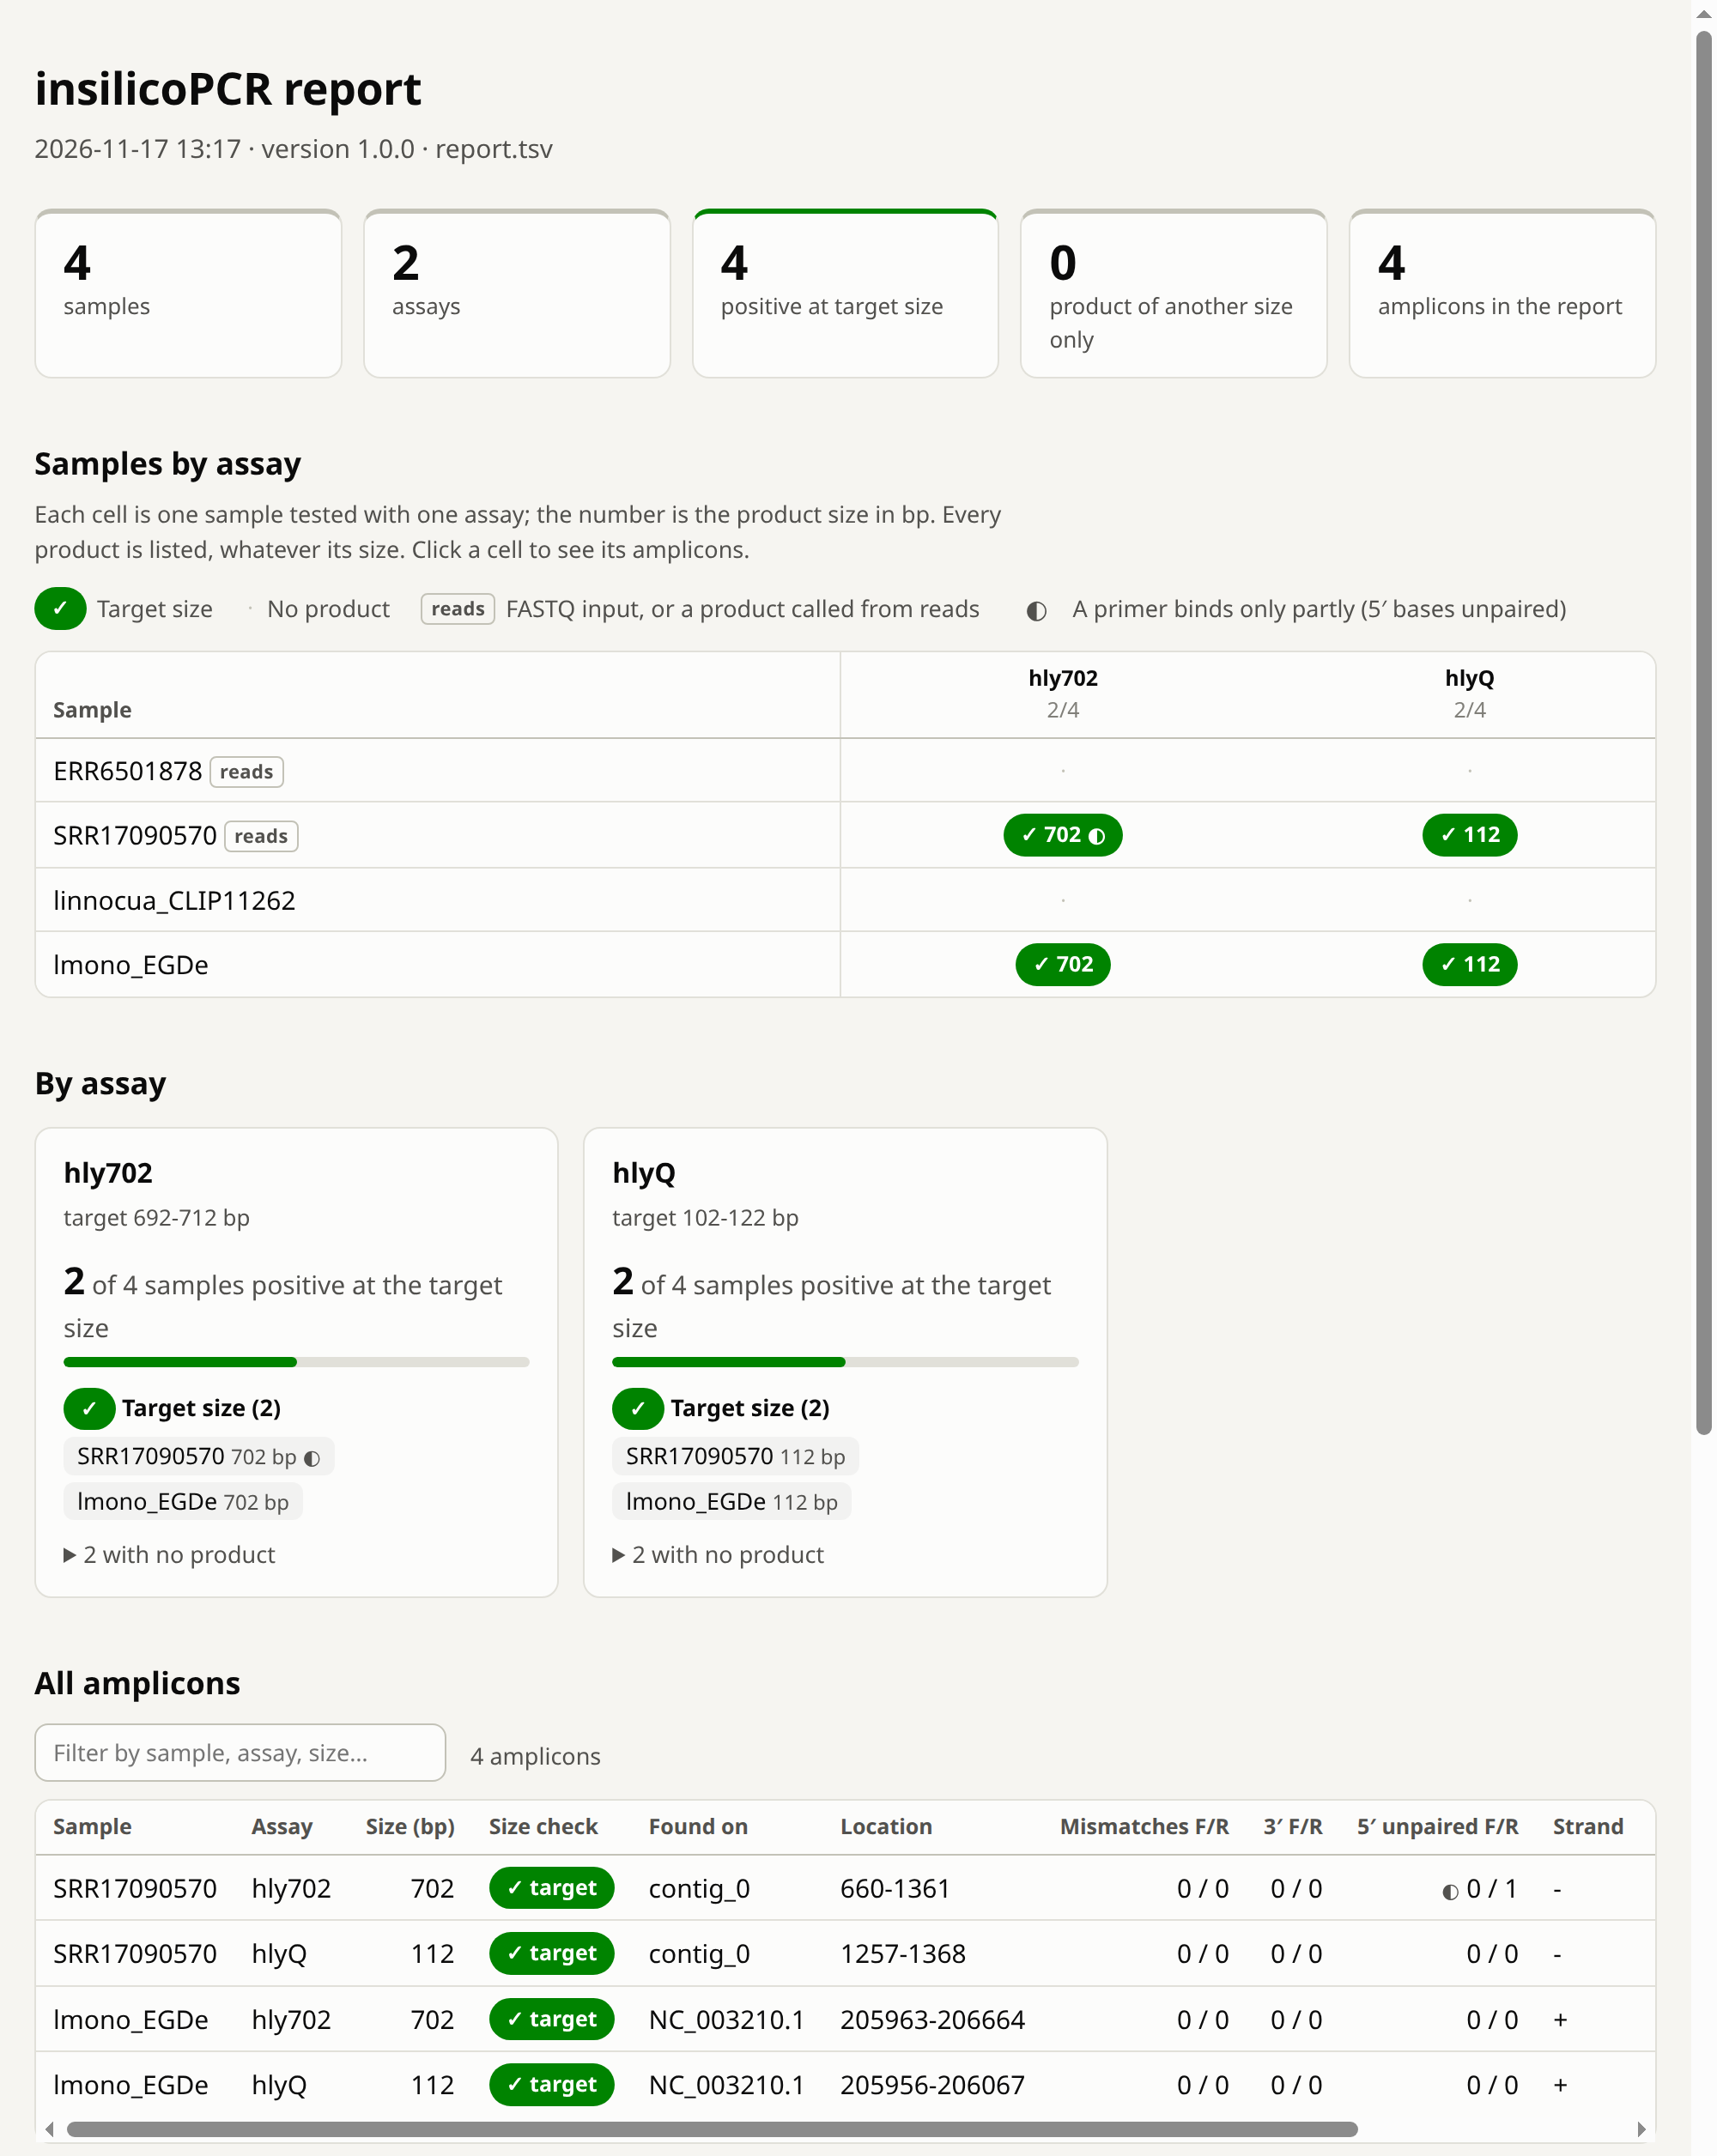 insilicoPCR report
2026-11-17 13:17 · version 1.0.0 · report.tsv
4
samples
2
assays
4
positive at target size
0
product of another size
only
4
amplicons in the report
Samples by assay
Each cell is one sample tested with one assay; the number is the product size in bp. Every
product is listed, whatever its size. Click a cell to see its amplicons.
✓ Target size · No product reads FASTQ input, or a product called from reads ◐ A primer binds only partly (5′ bases unpaired)
Sample hly702 2/4 hlyQ 2/4
ERR6501878 reads · ·
SRR17090570 reads ✓ 702 ◐ ✓ 112
linnocua_CLIP11262 · ·
lmono_EGDe ✓ 702 ✓ 112
By assay
hly702
target 692-712 bp
2 of 4 samples positive at the target
size
✓ Target size (2)
SRR17090570 702 bp ◐
lmono_EGDe 702 bp
▶ 2 with no product
hlyQ
target 102-122 bp
2 of 4 samples positive at the target
size
✓ Target size (2)
SRR17090570 112 bp
lmono_EGDe 112 bp
▶ 2 with no product
All amplicons
Filter by sample, assay, size... 4 amplicons
Sample Assay Size (bp) Size check Found on Location Mismatches F/R 3′ F/R 5′ unpaired F/R Strand
SRR17090570 hly702 702 ✓ target contig_0 660-1361 0 / 0 0 / 0 ◐ 0 / 1 -
SRR17090570 hlyQ 112 ✓ target contig_0 1257-1368 0 / 0 0 / 0 0 / 0 -
lmono_EGDe hly702 702 ✓ target NC_003210.1 205963-206664 0 / 0 0 / 0 0 / 0 +
lmono_EGDe hlyQ 112 ✓ target NC_003210.1 205956-206067 0 / 0 0 / 0 0 / 0 +